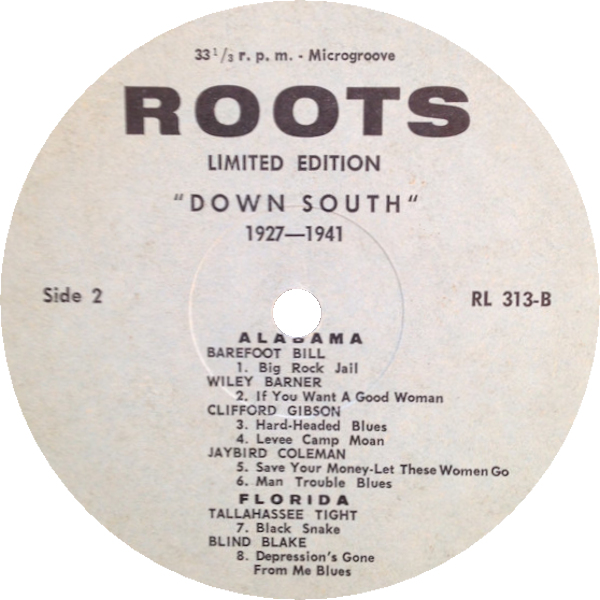 33 1/3 r. p. m. - Microgroove
ROOTS
LIMITED EDITION
"DOWN SOUTH"
1927—1941
Side 2
RL 313-B
ALABAMA
BAREFOOT BILL
1. Big Rock Jail
WILEY BARNER
2. If You Want A Good Woman
CLIFFORD GIBSON
3. Hard-Headed Blues
4. Levee Camp Moan
JAYBIRD COLEMAN
5. Save Your Money-Let These Women Go
6. Man Trouble Blues
FLORIDA
TALLAHASSEE TIGHT
7. Black Snake
BLIND BLAKE
8. Depression's Gone
From Me Blues